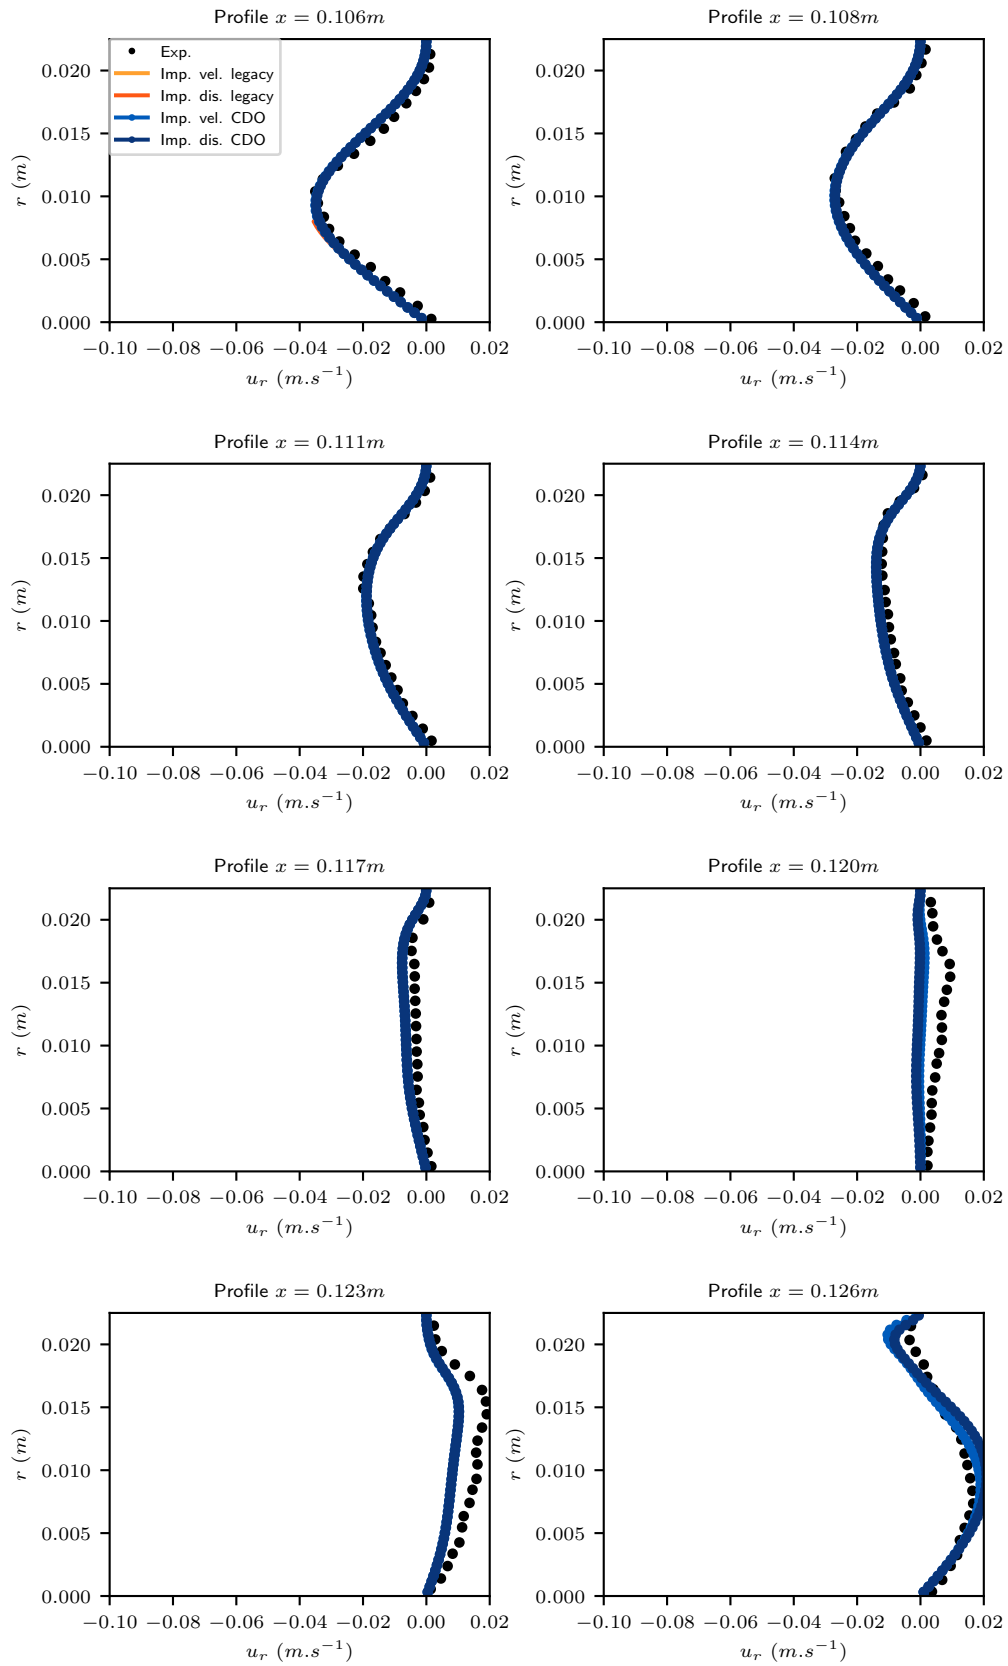 Profile x = 0.106m
Profile x = 0.108m
0.020
0.015
0.010
0.005
0.000
r (m)
Exp.
Imp. vel. legacy
Imp. dis. legacy
Imp. vel. CDO
Imp. dis. CDO
−0.10 −0.08 −0.06 −0.04 −0.02 0.00 0.02
u_r (m.s⁻¹)
0.020
0.015
0.010
0.005
0.000
r (m)
−0.10 −0.08 −0.06 −0.04 −0.02 0.00 0.02
u_r (m.s⁻¹)
Profile x = 0.111m
Profile x = 0.114m
0.020
0.015
0.010
0.005
0.000
r (m)
−0.10 −0.08 −0.06 −0.04 −0.02 0.00 0.02
u_r (m.s⁻¹)
0.020
0.015
0.010
0.005
0.000
r (m)
−0.10 −0.08 −0.06 −0.04 −0.02 0.00 0.02
u_r (m.s⁻¹)
Profile x = 0.117m
Profile x = 0.120m
0.020
0.015
0.010
0.005
0.000
r (m)
−0.10 −0.08 −0.06 −0.04 −0.02 0.00 0.02
u_r (m.s⁻¹)
0.020
0.015
0.010
0.005
0.000
r (m)
−0.10 −0.08 −0.06 −0.04 −0.02 0.00 0.02
u_r (m.s⁻¹)
Profile x = 0.123m
Profile x = 0.126m
0.020
0.015
0.010
0.005
0.000
r (m)
−0.10 −0.08 −0.06 −0.04 −0.02 0.00 0.02
u_r (m.s⁻¹)
0.020
0.015
0.010
0.005
0.000
r (m)
−0.10 −0.08 −0.06 −0.04 −0.02 0.00 0.02
u_r (m.s⁻¹)